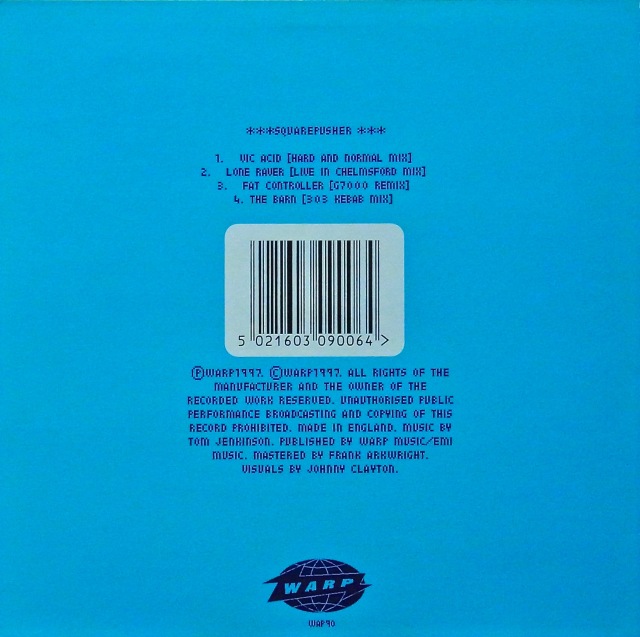 ***SQUAREPUSHER ***
1. VIC ACID [HARD AND NORMAL MIX]
2. LONE RAVER [LIVE IN CHELMSFORD MIX]
3. FAT CONTROLLER [G7000 REMIX]
4. THE BARN [303 KEBAB MIX]
5 021603 090064 >
ⓅWARP1997. ©WARP1997. ALL RIGHTS OF THE
MANUFACTURER AND THE OWNER OF THE
RECORDED WORK RESERVED. UNAUTHORISED PUBLIC
PERFORMANCE BROADCASTING AND COPYING OF THIS
RECORD PROHIBITED. MADE IN ENGLAND. MUSIC BY
TOM JENKINSON. PUBLISHED BY WARP MUSIC/EMI
MUSIC. MASTERED BY FRANK ARKWRIGHT.
VISUALS BY JOHNNY CLAYTON.
WARP
WAP90